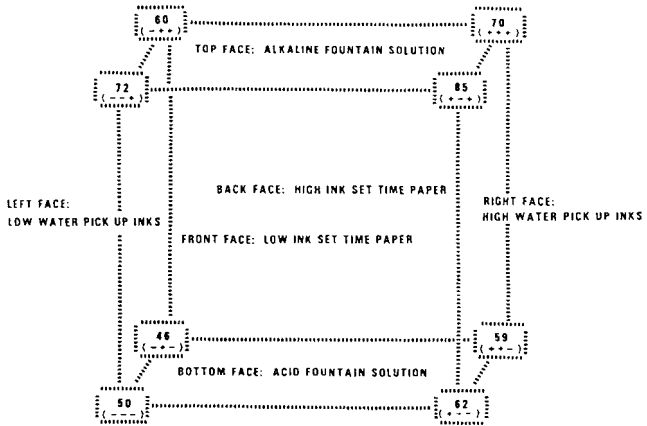 60
(-++)
70
(+++)
TOP FACE: ALKALINE FOUNTAIN SOLUTION
72
(--+)
85
(+-+)
BACK FACE: HIGH INK SET TIME PAPER
LEFT FACE:
LOW WATER PICK UP INKS
RIGHT FACE:
HIGH WATER PICK UP INKS
FRONT FACE: LOW INK SET TIME PAPER
46
(-+-)
59
(++-)
BOTTOM FACE: ACID FOUNTAIN SOLUTION
50
(---)
62
(+--)